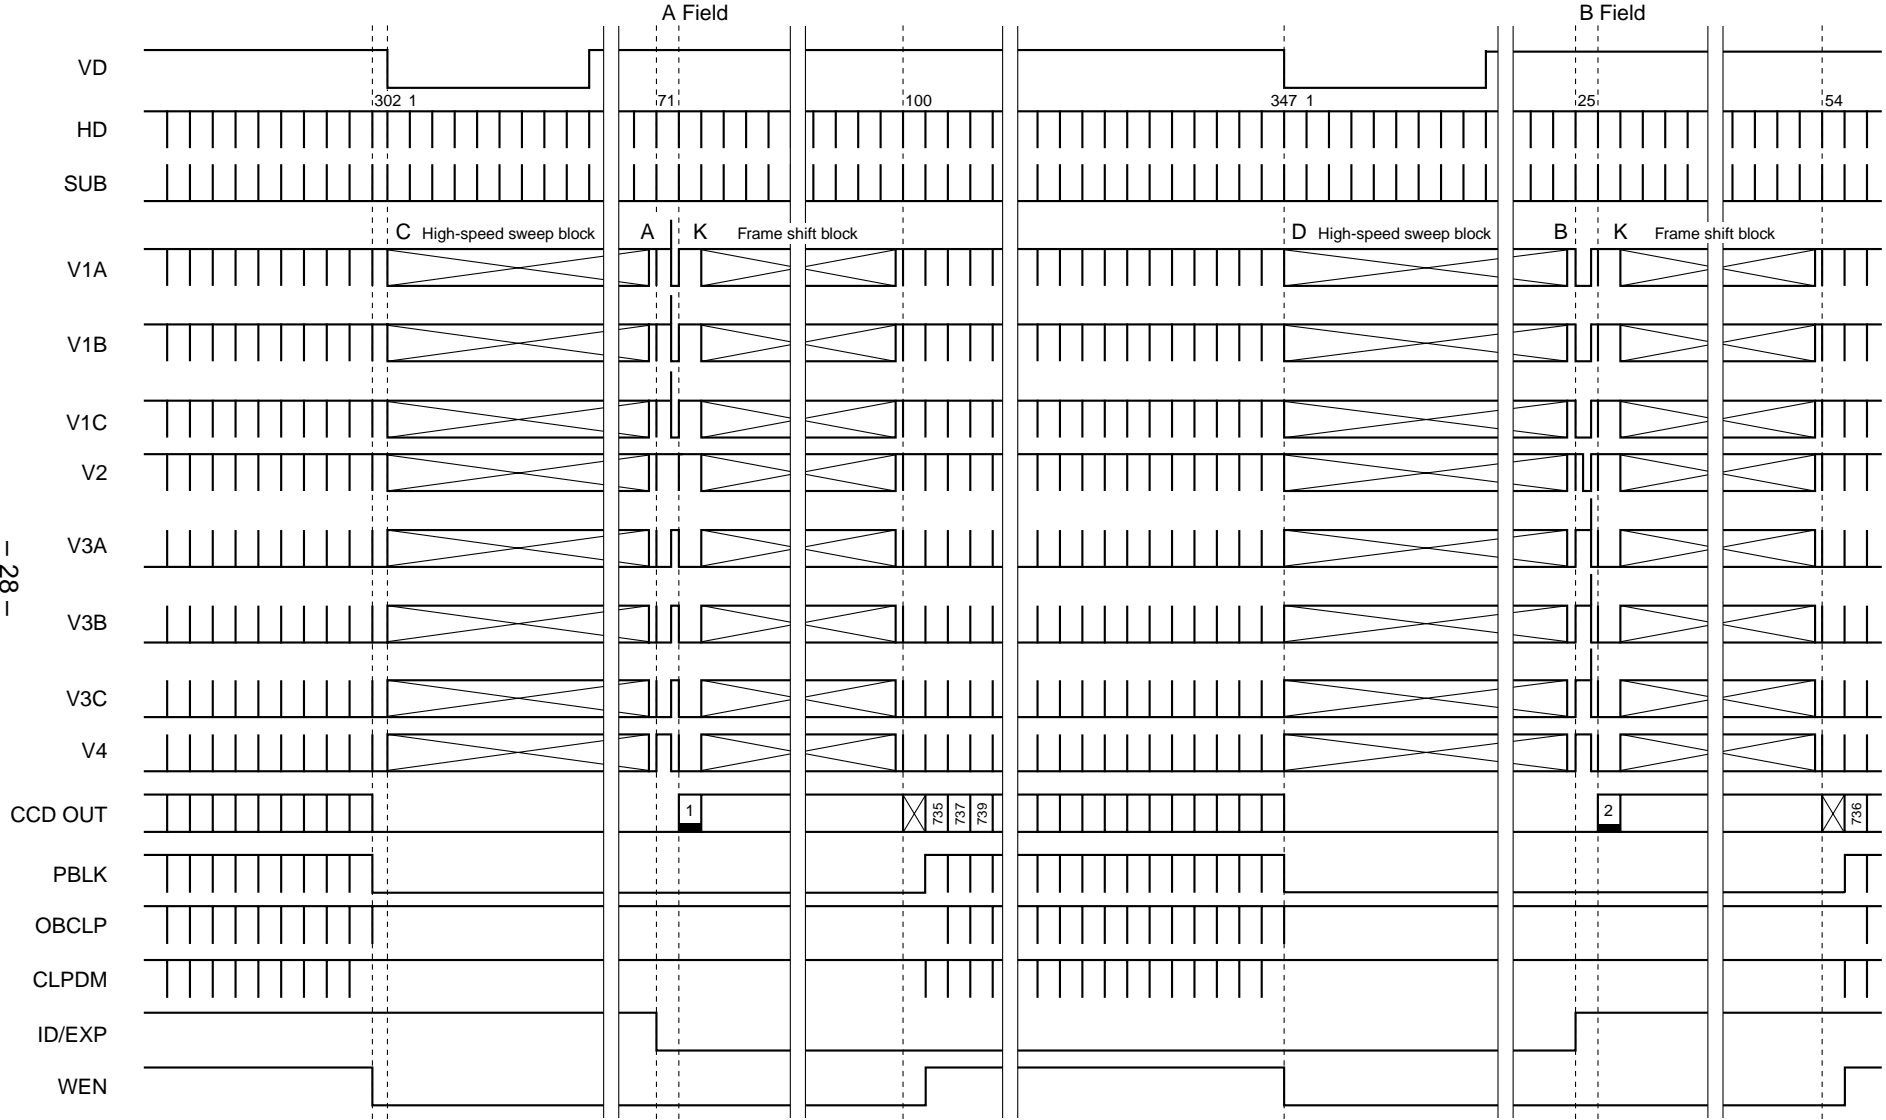 A Field B Field
VD
302 1 71 100 347 1 25 54
HD
SUB
C High-speed sweep block A K Frame shift block D High-speed sweep block B K Frame shift block
V1A
V1B
V1C
V2
V3A
– 28 –
V3B
V3C
V4
CCD OUT 1 735 737 739 2 736
PBLK
OBCLP
CLPDM
ID/EXP
WEN